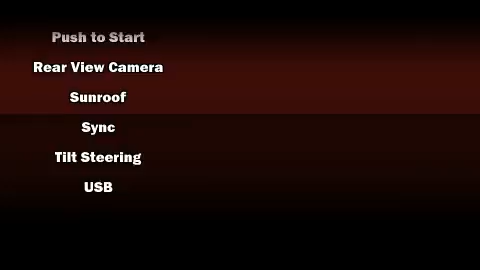 Push to Start
Rear View Camera
Sunroof
Sync
Tilt Steering
USB